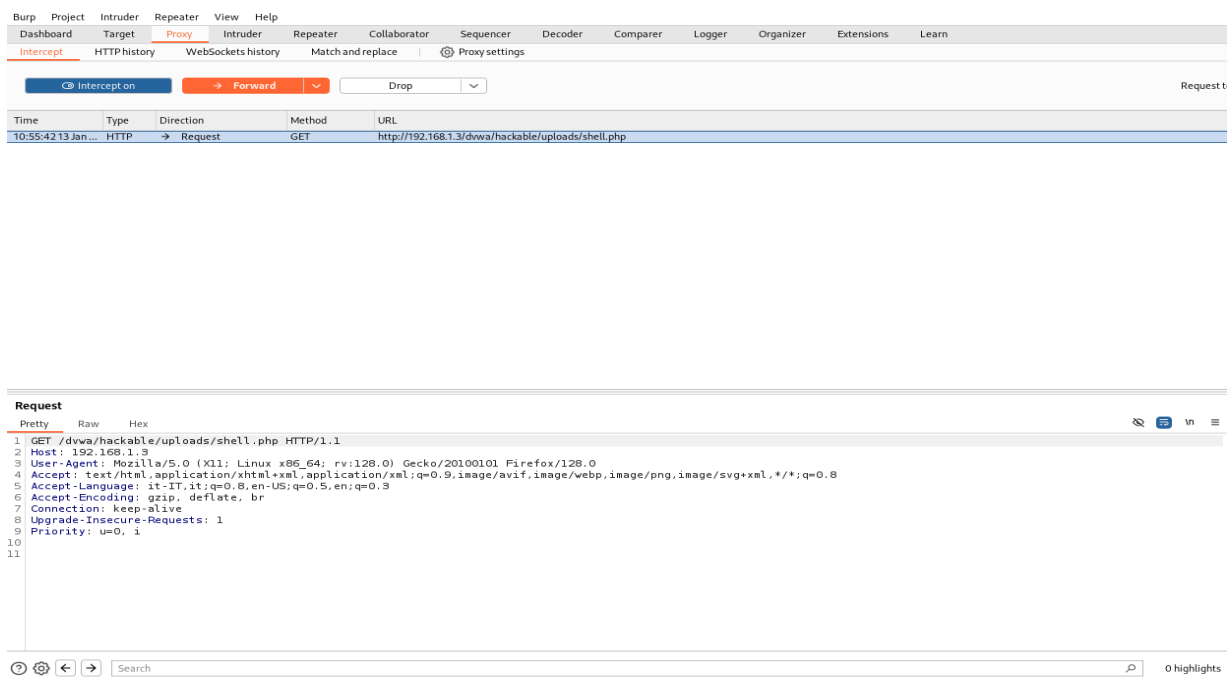 Burp Project Intruder Repeater View Help
Dashboard Target Proxy Intruder Repeater Collaborator Sequencer Decoder Comparer Logger Organizer Extensions Learn
Intercept HTTP history WebSockets history Match and replace Proxy settings
Intercept on Forward Drop Request to
Time Type Direction Method URL
10:55:42 13 Jan ... HTTP → Request GET http://192.168.1.3/dvwa/hackable/uploads/shell.php
Request
Pretty Raw Hex \n
1 GET /dvwa/hackable/uploads/shell.php HTTP/1.1
2 Host: 192.168.1.3
3 User-Agent: Mozilla/5.0 (X11; Linux x86_64; rv:128.0) Gecko/20100101 Firefox/128.0
4 Accept: text/html,application/xhtml+xml,application/xml;q=0.9,image/avif,image/webp,image/png,image/svg+xml,*/*;q=0.8
5 Accept-Language: it-IT,it;q=0.8,en-US;q=0.5,en;q=0.3
6 Accept-Encoding: gzip, deflate, br
7 Connection: keep-alive
8 Upgrade-Insecure-Requests: 1
9 Priority: u=0, i
10
11
Search 0 highlights